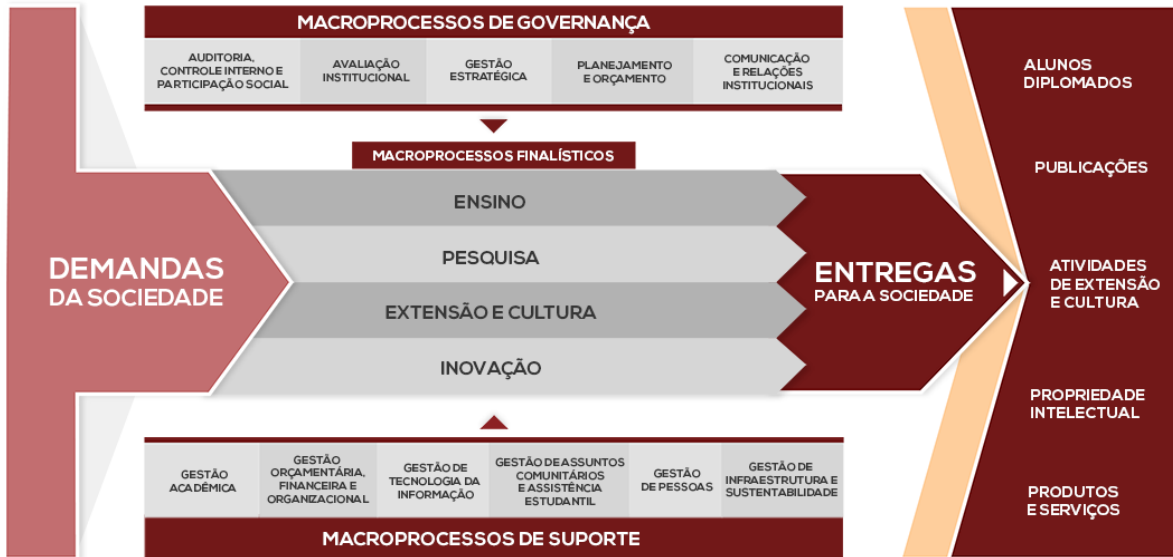 MACROPROCESSOS DE GOVERNANÇA
AUDITORIA,
CONTROLE INTERNO E
PARTICIPAÇÃO SOCIAL
AVALIAÇÃO
INSTITUCIONAL
GESTÃO
ESTRATÉGICA
PLANEJAMENTO
E ORÇAMENTO
COMUNICAÇÃO
E RELAÇÕES
INSTITUCIONAIS
MACROPROCESSOS FINALÍSTICOS
DEMANDAS
DA SOCIEDADE
ENSINO
PESQUISA
EXTENSÃO E CULTURA
INOVAÇÃO
ENTREGAS
PARA A SOCIEDADE
ALUNOS
DIPLOMADOS
PUBLICAÇÕES
ATIVIDADES
DE EXTENSÃO
E CULTURA
PROPRIEDADE
INTELECTUAL
PRODUTOS
E SERVIÇOS
GESTÃO
ACADÊMICA
GESTÃO
ORÇAMENTÁRIA,
FINANCEIRA E
ORGANIZACIONAL
GESTÃO DE
TECNOLOGIA DA
INFORMAÇÃO
GESTÃO DE ASSUNTOS
COMUNITÁRIOS
E ASSISTÊNCIA
ESTUDANTIL
GESTÃO
DE PESSOAS
GESTÃO DE
INFRAESTRUTURA E
SUSTENTABILIDADE
MACROPROCESSOS DE SUPORTE